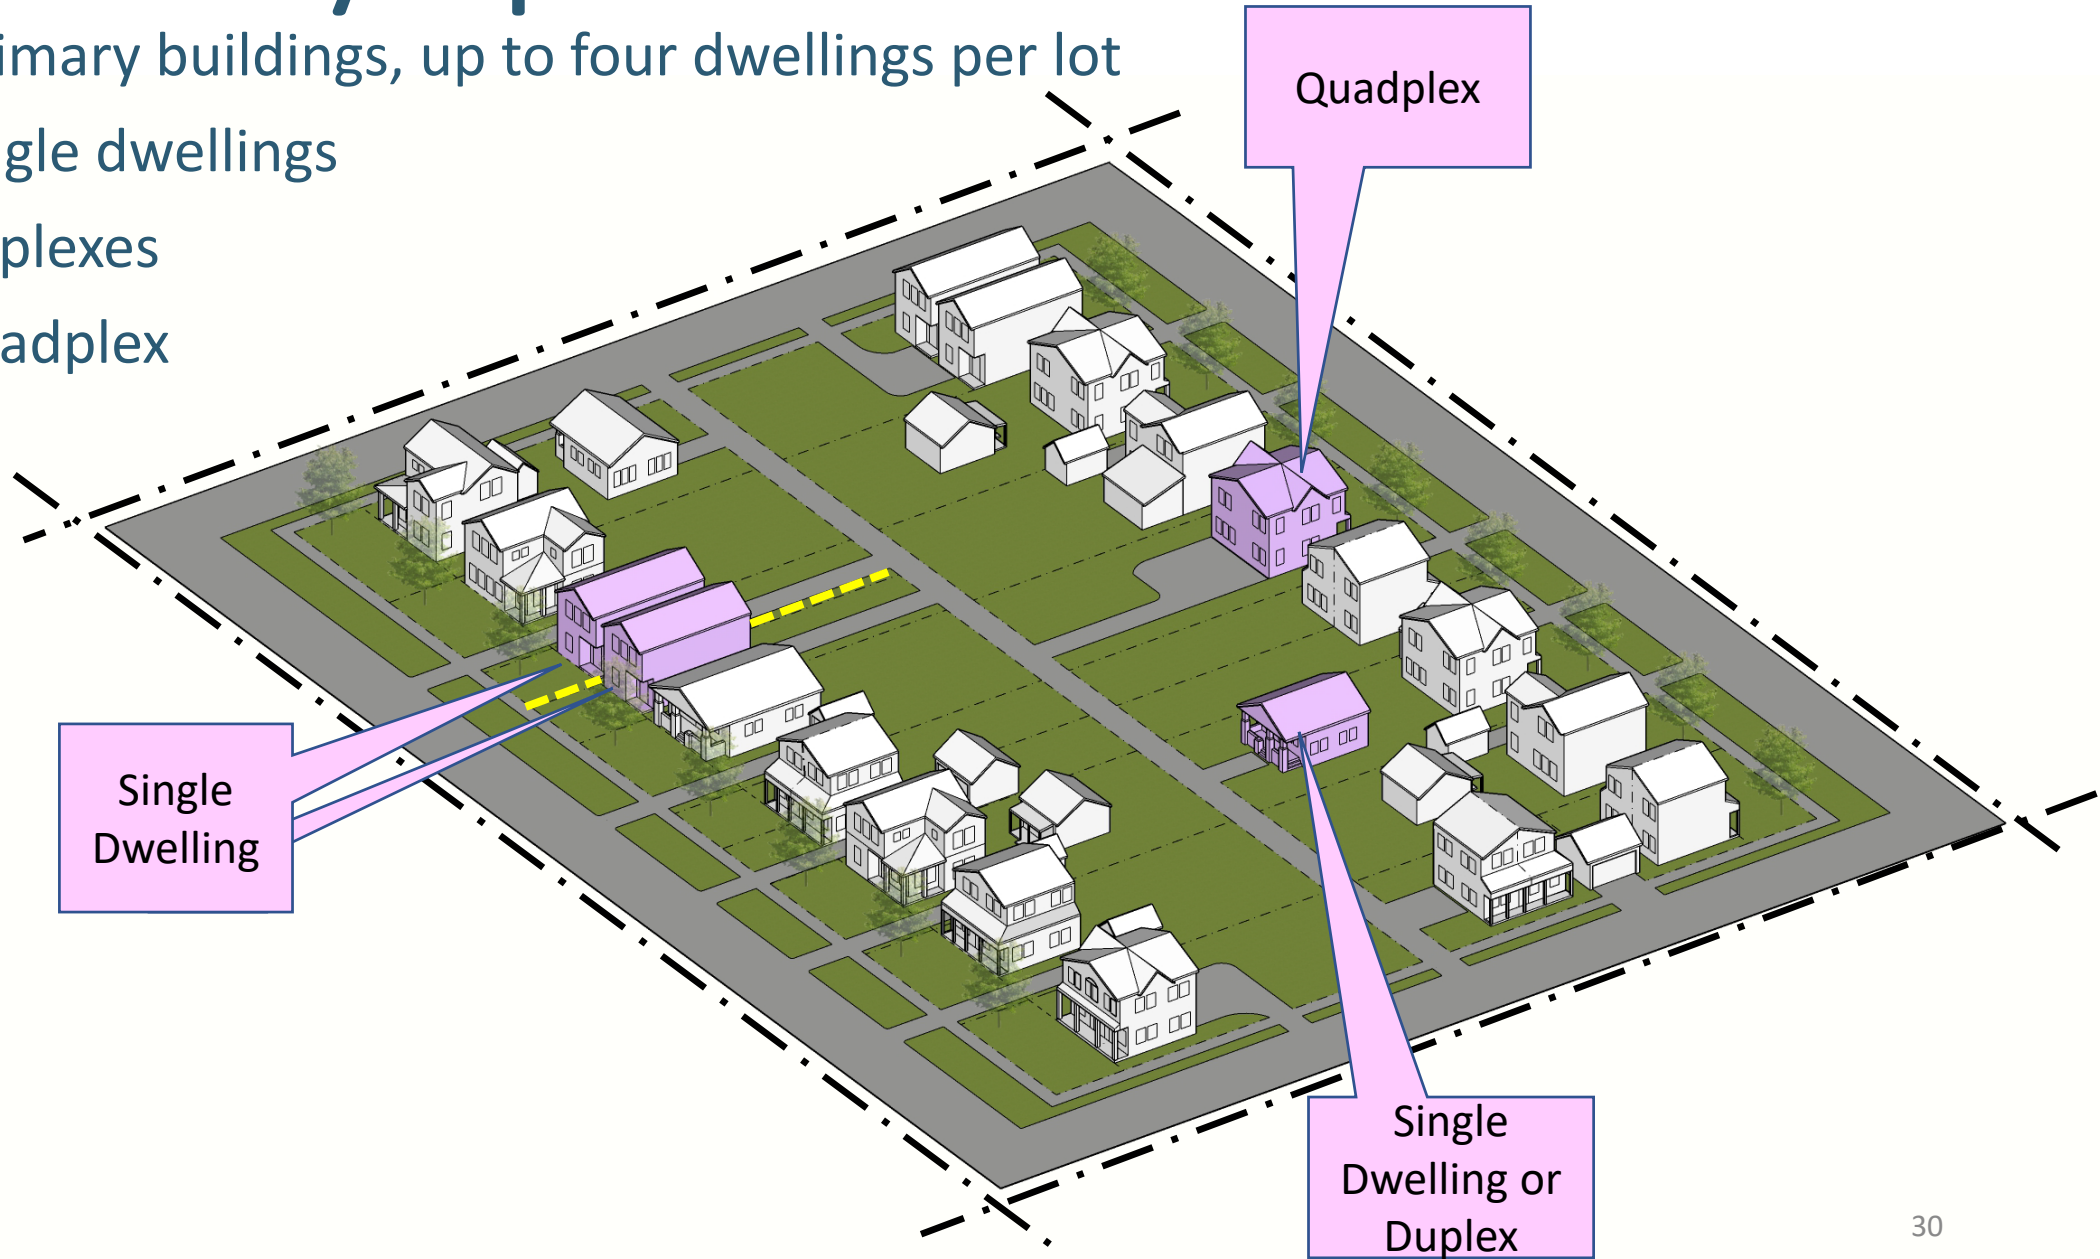 imary buildings, up to four dwellings per lot
gle dwellings
plexes
adplex
Quadplex
Single
Dwelling
Single
Dwelling or
Duplex
30